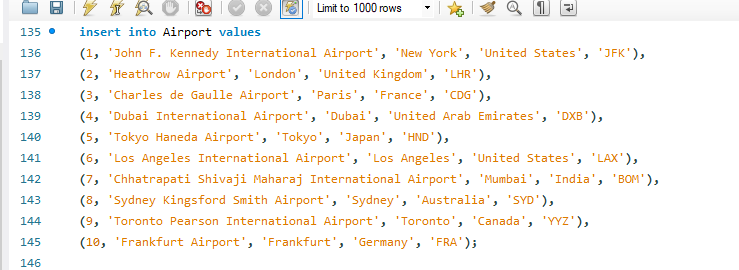 Limit to 1000 rows
135 insert into Airport values
136 (1, 'John F. Kennedy International Airport', 'New York', 'United States', 'JFK'),
137 (2, 'Heathrow Airport', 'London', 'United Kingdom', 'LHR'),
138 (3, 'Charles de Gaulle Airport', 'Paris', 'France', 'CDG'),
139 (4, 'Dubai International Airport', 'Dubai', 'United Arab Emirates', 'DXB'),
140 (5, 'Tokyo Haneda Airport', 'Tokyo', 'Japan', 'HND'),
141 (6, 'Los Angeles International Airport', 'Los Angeles', 'United States', 'LAX'),
142 (7, 'Chhatrapati Shivaji Maharaj International Airport', 'Mumbai', 'India', 'BOM'),
143 (8, 'Sydney Kingsford Smith Airport', 'Sydney', 'Australia', 'SYD'),
144 (9, 'Toronto Pearson International Airport', 'Toronto', 'Canada', 'YYZ'),
145 (10, 'Frankfurt Airport', 'Frankfurt', 'Germany', 'FRA');
146